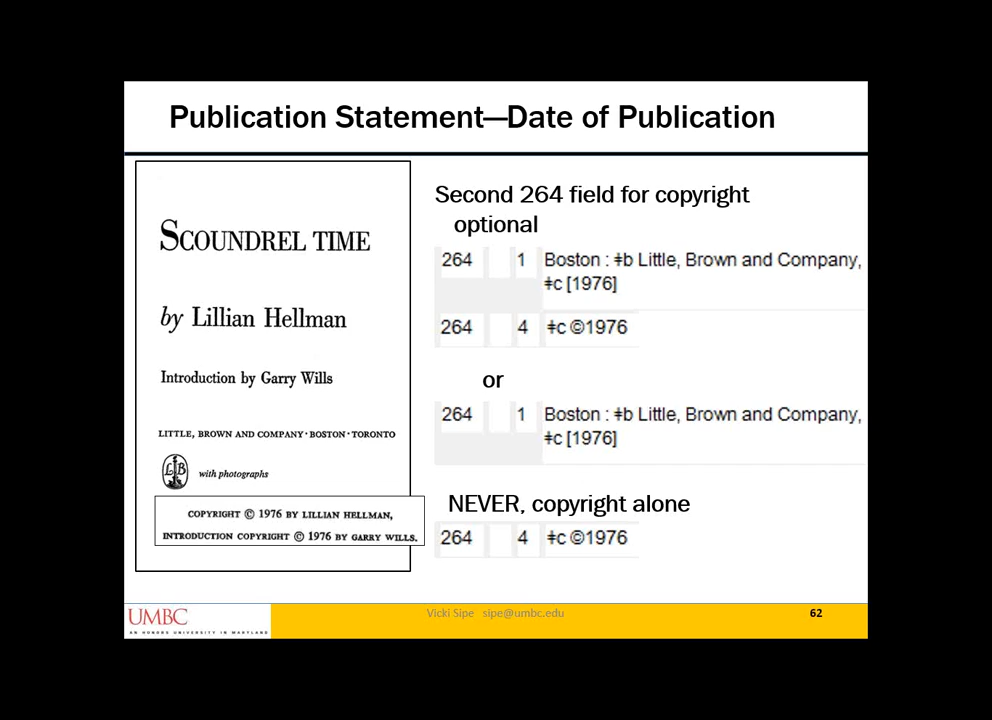 Publication Statement—Date of Publication
SCOUNDREL TIME
by Lillian Hellman
Introduction by Garry Wills
LITTLE, BROWN AND COMPANY · BOSTON · TORONTO
LB
with photographs
COPYRIGHT © 1976 BY LILLIAN HELLMAN,
INTRODUCTION COPYRIGHT © 1976 BY GARRY WILLS.
Second 264 field for copyright
optional
264 1 Boston : ǂb Little, Brown and Company,
ǂc [1976]
264 4 ǂc ©1976
or
264 1 Boston : ǂb Little, Brown and Company,
ǂc [1976]
NEVER, copyright alone
264 4 ǂc ©1976
UMBC
AN HONORS UNIVERSITY IN MARYLAND
Vicki Sipe sipe@umbc.edu
62